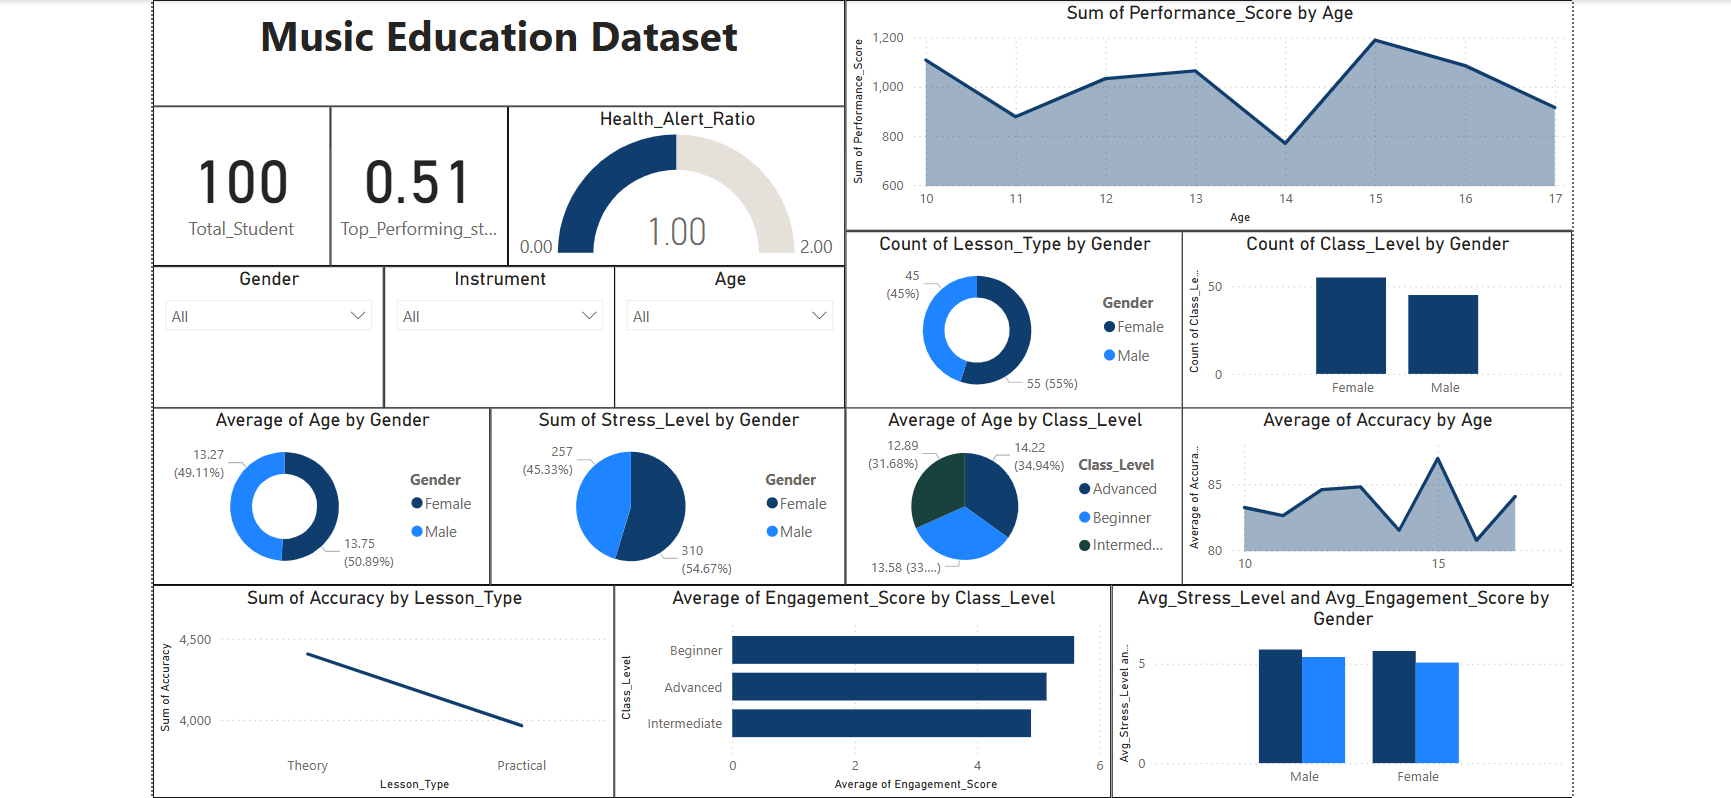 Music Education Dataset
100
Total_Student
0.51
Top_Performing_st...
Health_Alert_Ratio
0.00
1.00
2.00
Sum of Performance_Score by Age
Sum of Performance_Score
1,200
1,000
800
600
10 11 12 13 14 15 16 17
Age
Gender
All
Instrument
All
Age
All
Count of Lesson_Type by Gender
45
(45%)
55 (55%)
Gender
Female
Male
Count of Class_Level by Gender
Count of Class_Le...
50
0
Female Male
Average of Age by Gender
13.27
(49.11%)
13.75
(50.89%)
Gender
Female
Male
Sum of Stress_Level by Gender
257
(45.33%)
310
(54.67%)
Gender
Female
Male
Average of Age by Class_Level
12.89
(31.68%)
14.22
(34.94%)
13.58 (33....)
Class_Level
Advanced
Beginner
Intermed...
Average of Accuracy by Age
Average of Accura...
85
80
10 15
Sum of Accuracy by Lesson_Type
Sum of Accuracy
4,500
4,000
Theory Practical
Lesson_Type
Average of Engagement_Score by Class_Level
Class_Level
Beginner
Advanced
Intermediate
0 2 4 6
Average of Engagement_Score
Avg_Stress_Level and Avg_Engagement_Score by
Gender
Avg_Stress_Level an...
5
0
Male Female